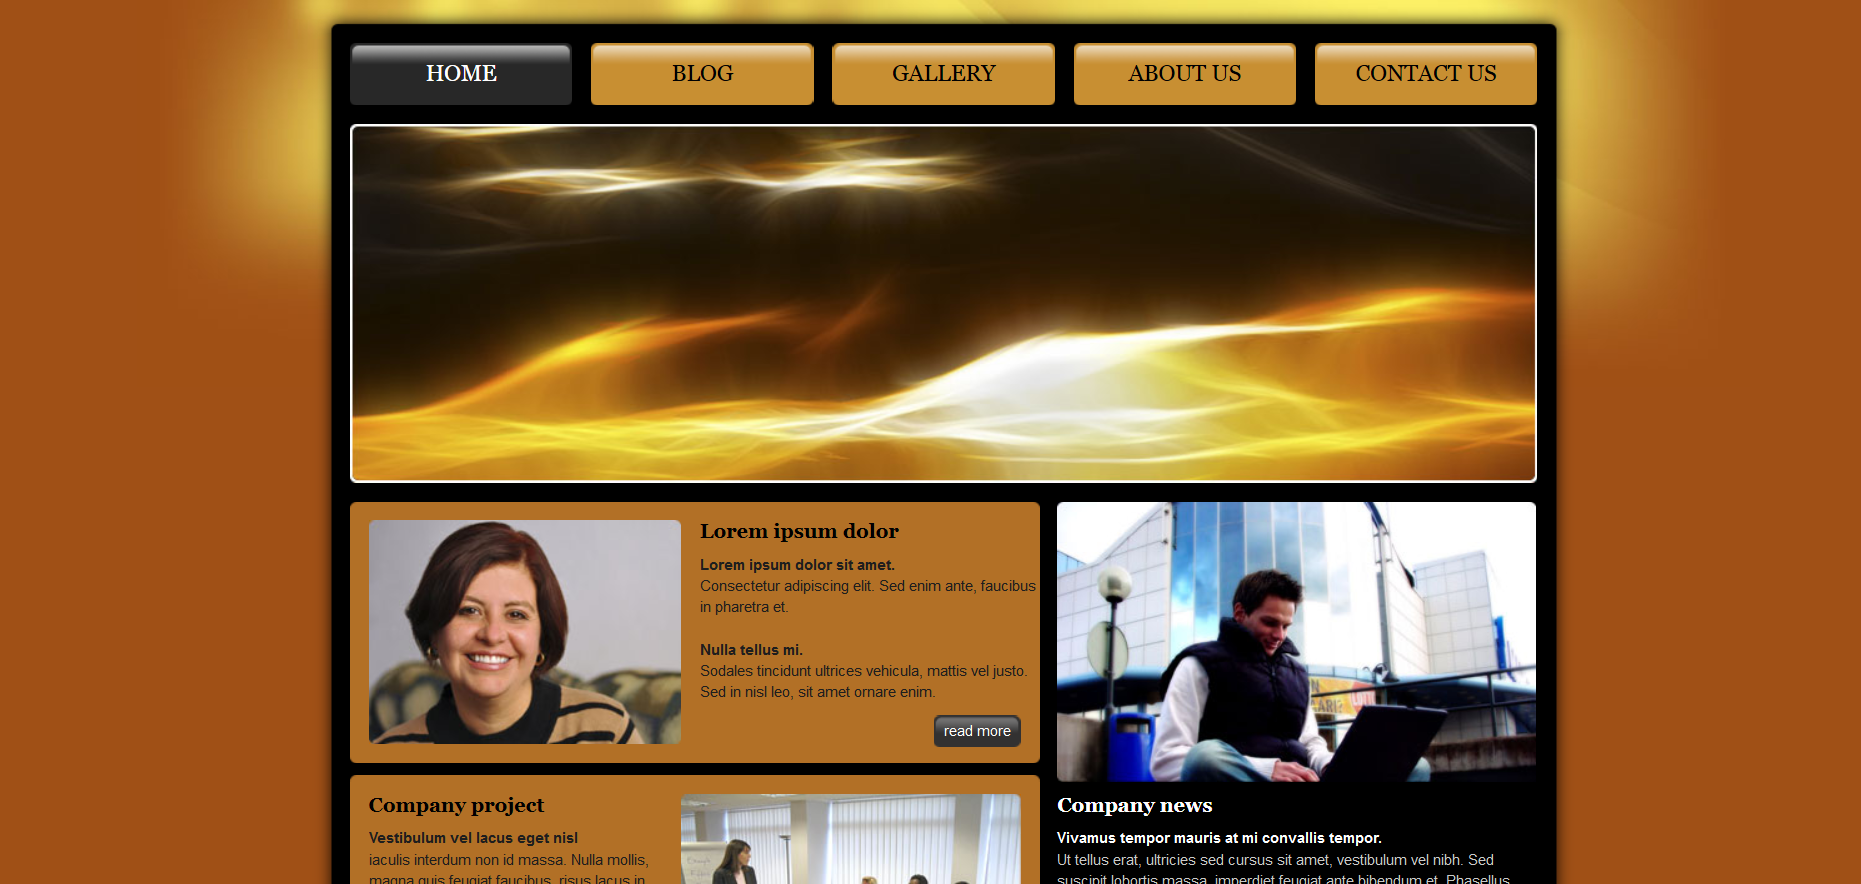 HOME
BLOG
GALLERY
ABOUT US
CONTACT US
Lorem ipsum dolor
Lorem ipsum dolor sit amet.
Consectetur adipiscing elit. Sed enim ante, faucibus
in pharetra et.
Nulla tellus mi.
Sodales tincidunt ultrices vehicula, mattis vel justo.
Sed in nisl leo, sit amet ornare enim.
read more
Company project
Vestibulum vel lacus eget nisl
iaculis interdum non id massa. Nulla mollis,
magna quis feugiat faucibus, risus lacus in
Company news
Vivamus tempor mauris at mi convallis tempor.
Ut tellus erat, ultricies sed cursus sit amet, vestibulum vel nibh. Sed
suscipit lobortis massa, imperdiet feugiat ante bibendum et. Phasellus